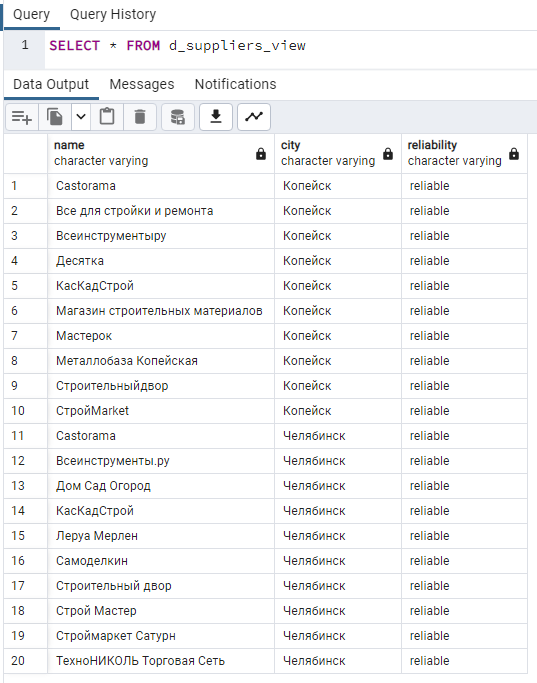 Query Query History
1 SELECT * FROM d_suppliers_view
Data Output Messages Notifications
name city reliability
character varying character varying character varying
1 Castorama Копейск reliable
2 Все для стройки и ремонта Копейск reliable
3 Всеинструментыру Копейск reliable
4 Десятка Копейск reliable
5 КасКадСтрой Копейск reliable
6 Магазин строительных материалов Копейск reliable
7 Мастерок Копейск reliable
8 Металлобаза Копейская Копейск reliable
9 Строительныйдвор Копейск reliable
10 СтройMarket Копейск reliable
11 Castorama Челябинск reliable
12 Всеинструменты.ру Челябинск reliable
13 Дом Сад Огород Челябинск reliable
14 КасКадСтрой Челябинск reliable
15 Леруа Мерлен Челябинск reliable
16 Самоделкин Челябинск reliable
17 Строительный двор Челябинск reliable
18 Строй Мастер Челябинск reliable
19 Строймаркет Сатурн Челябинск reliable
20 ТехноНИКОЛЬ Торговая Сеть Челябинск reliable